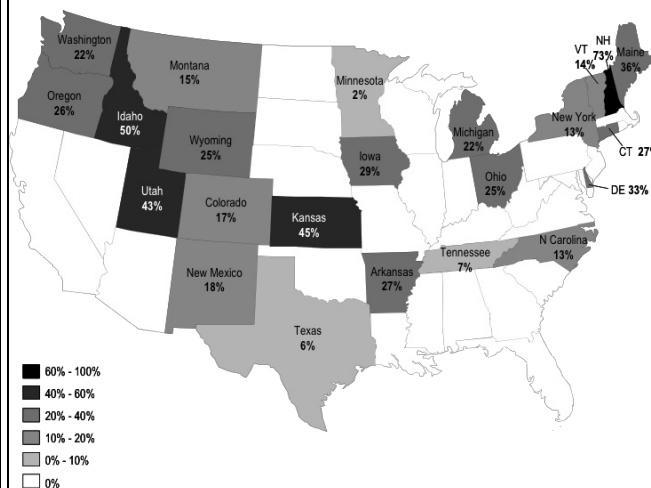 Washington
22%
Montana
15%
Minnesota
2%
VT
14%
NH
73%
Maine
36%
Oregon
26%
Idaho
50%
Wyoming
25%
Iowa
29%
Michigan
22%
New York
13%
CT 27%
Utah
43%
Colorado
17%
Kansas
45%
Ohio
25%
DE 33%
New Mexico
18%
Arkansas
27%
Tennessee
7%
N Carolina
13%
Texas
6%
60% - 100%
40% - 60%
20% - 40%
10% - 20%
0% - 10%
0%